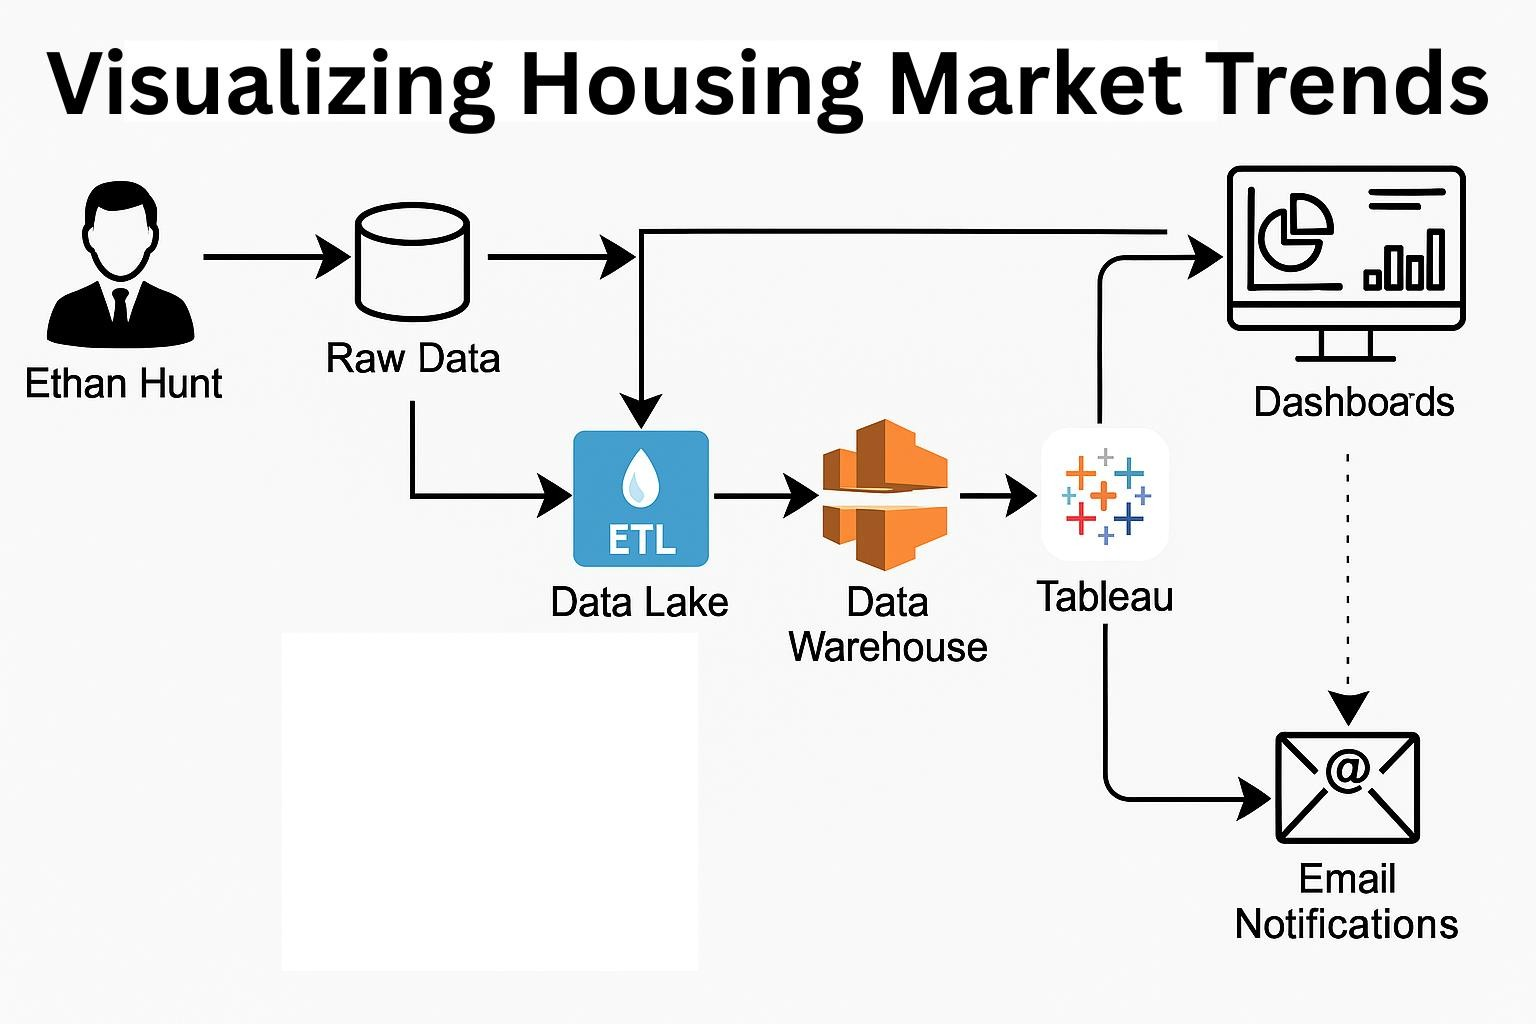 Visualizing Housing Market Trends
Ethan Hunt
Raw Data
Dashboards
ETL
Data Lake
Data
Warehouse
Tableau
@
Email
Notifications